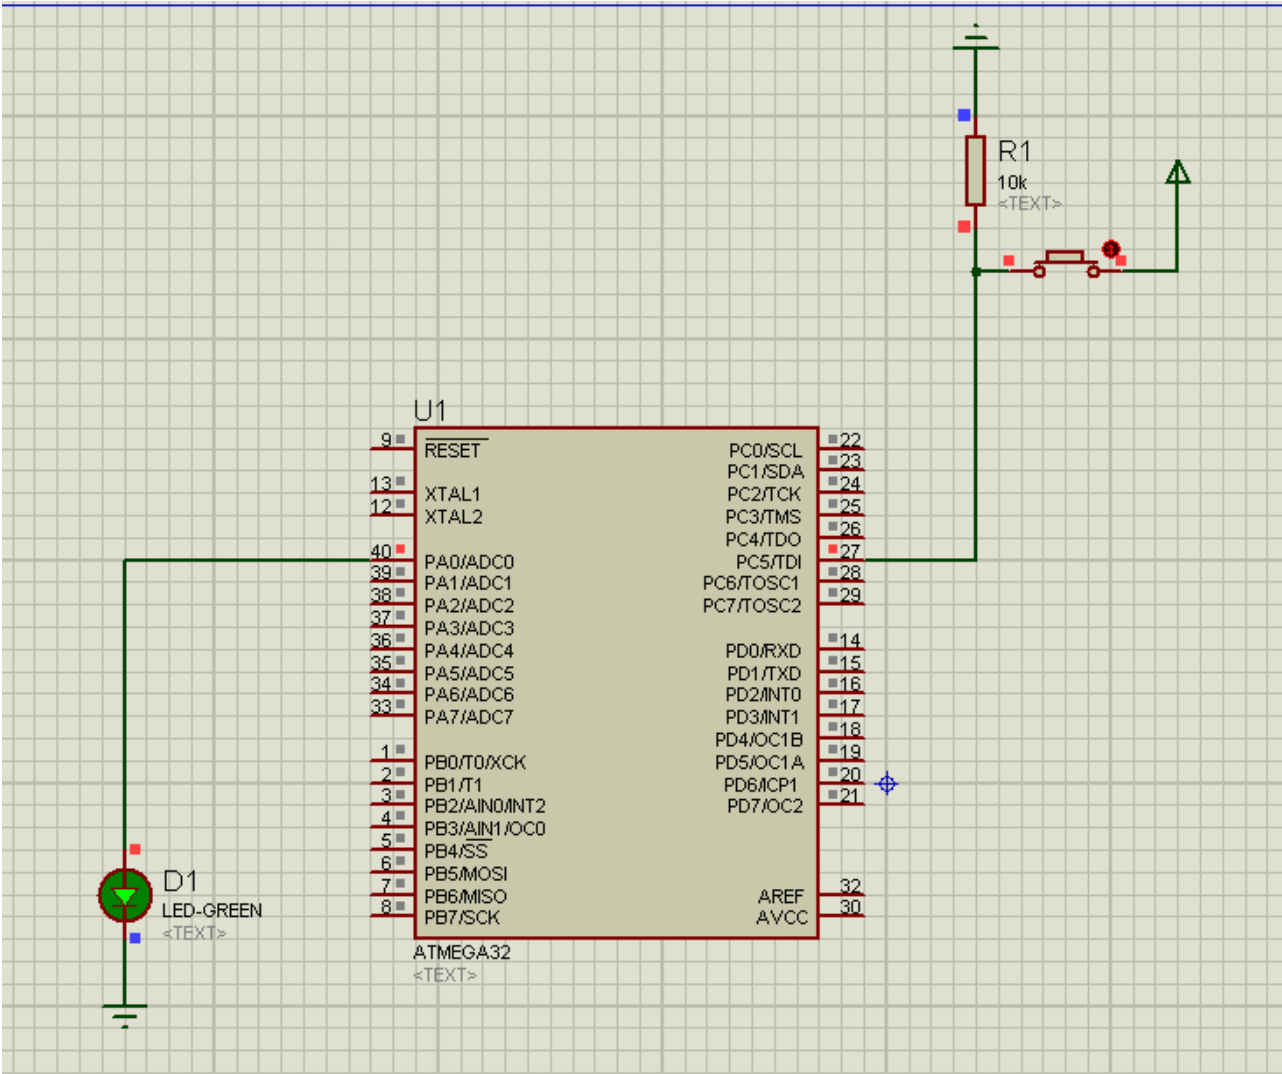 R1
10k
<TEXT>
U1
9 RESET
13 XTAL1
12 XTAL2
40 PA0/ADC0
39 PA1/ADC1
38 PA2/ADC2
37 PA3/ADC3
36 PA4/ADC4
35 PA5/ADC5
34 PA6/ADC6
33 PA7/ADC7
1 PB0/T0/XCK
2 PB1/T1
3 PB2/AIN0/INT2
4 PB3/AIN1/OC0
5 PB4/SS
6 PB5/MOSI
7 PB6/MISO
8 PB7/SCK
PC0/SCL 22
PC1/SDA 23
PC2/TCK 24
PC3/TMS 25
PC4/TDO 26
PC5/TDI 27
PC6/TOSC1 28
PC7/TOSC2 29
PD0/RXD 14
PD1/TXD 15
PD2/INT0 16
PD3/INT1 17
PD4/OC1B 18
PD5/OC1A 19
PD6/ICP1 20
PD7/OC2 21
AREF 32
AVCC 30
ATMEGA32
<TEXT>
D1
LED-GREEN
<TEXT>